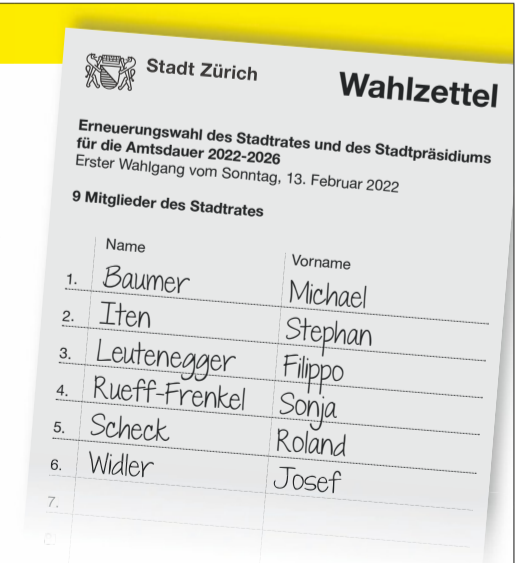 Stadt Zürich
Wahlzettel
Erneuerungswahl des Stadtrates und des Stadtpräsidiums
für die Amtsdauer 2022-2026
Erster Wahlgang vom Sonntag, 13. Februar 2022
9 Mitglieder des Stadtrates
Name Vorname
1. Baumer Michael
2. Iten Stephan
3. Leutenegger Filippo
4. Rueff-Frenkel Sonja
5. Scheck Roland
6. Widler Josef
7.